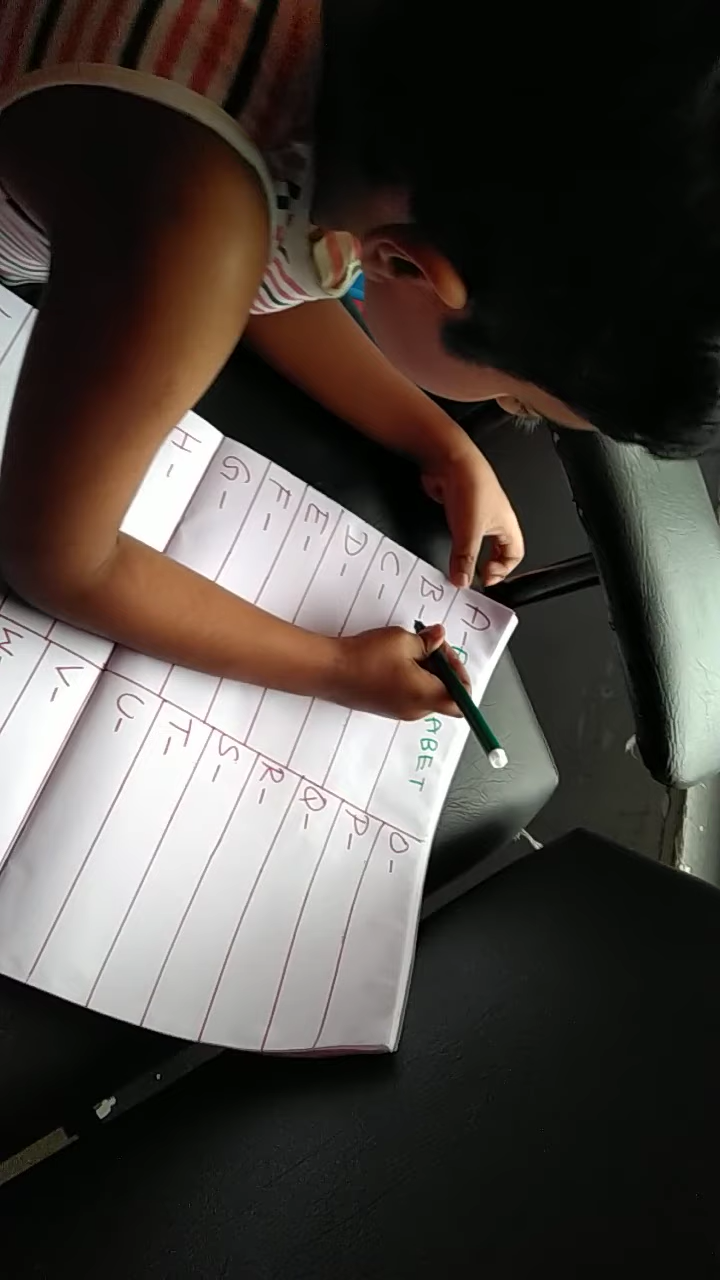 A- ABET
B-
C-
D-
E-
F-
G-
H-
O-
P-
Q-
R-
S-
T-
U-
V-
W-